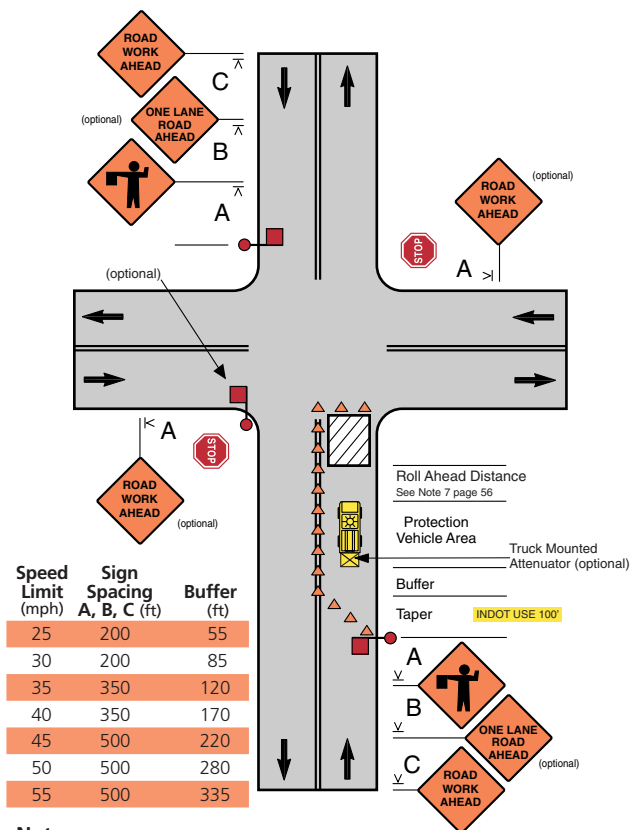 ROAD
WORK
AHEAD
C
(optional)
ONE LANE
ROAD
AHEAD
B
A
(optional)
ROAD
WORK
AHEAD
(optional)
STOP
A
A
STOP
ROAD
WORK
AHEAD
(optional)
Roll Ahead Distance
See Note 7 page 56
Protection
Vehicle Area
Truck Mounted
Attenuator (optional)
Buffer
Taper
INDOT USE 100'
A
B
ONE LANE
ROAD
AHEAD
(optional)
C
ROAD
WORK
AHEAD
Speed Limit (mph) Sign Spacing A, B, C (ft) Buffer (ft)
25 200 55
30 200 85
35 350 120
40 350 170
45 500 220
50 500 280
55 500 335